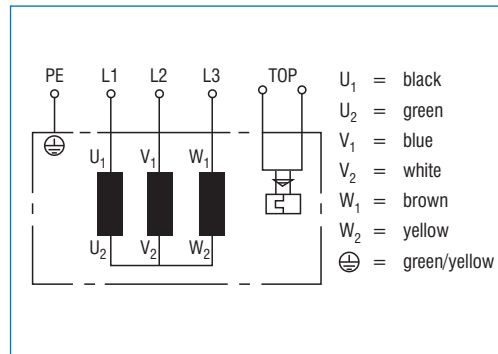 PE L1 L2 L3 TOP
U₁ V₁ W₁
U₂ V₂ W₂
U₁ = black
U₂ = green
V₁ = blue
V₂ = white
W₁ = brown
W₂ = yellow
⏚ = green/yellow